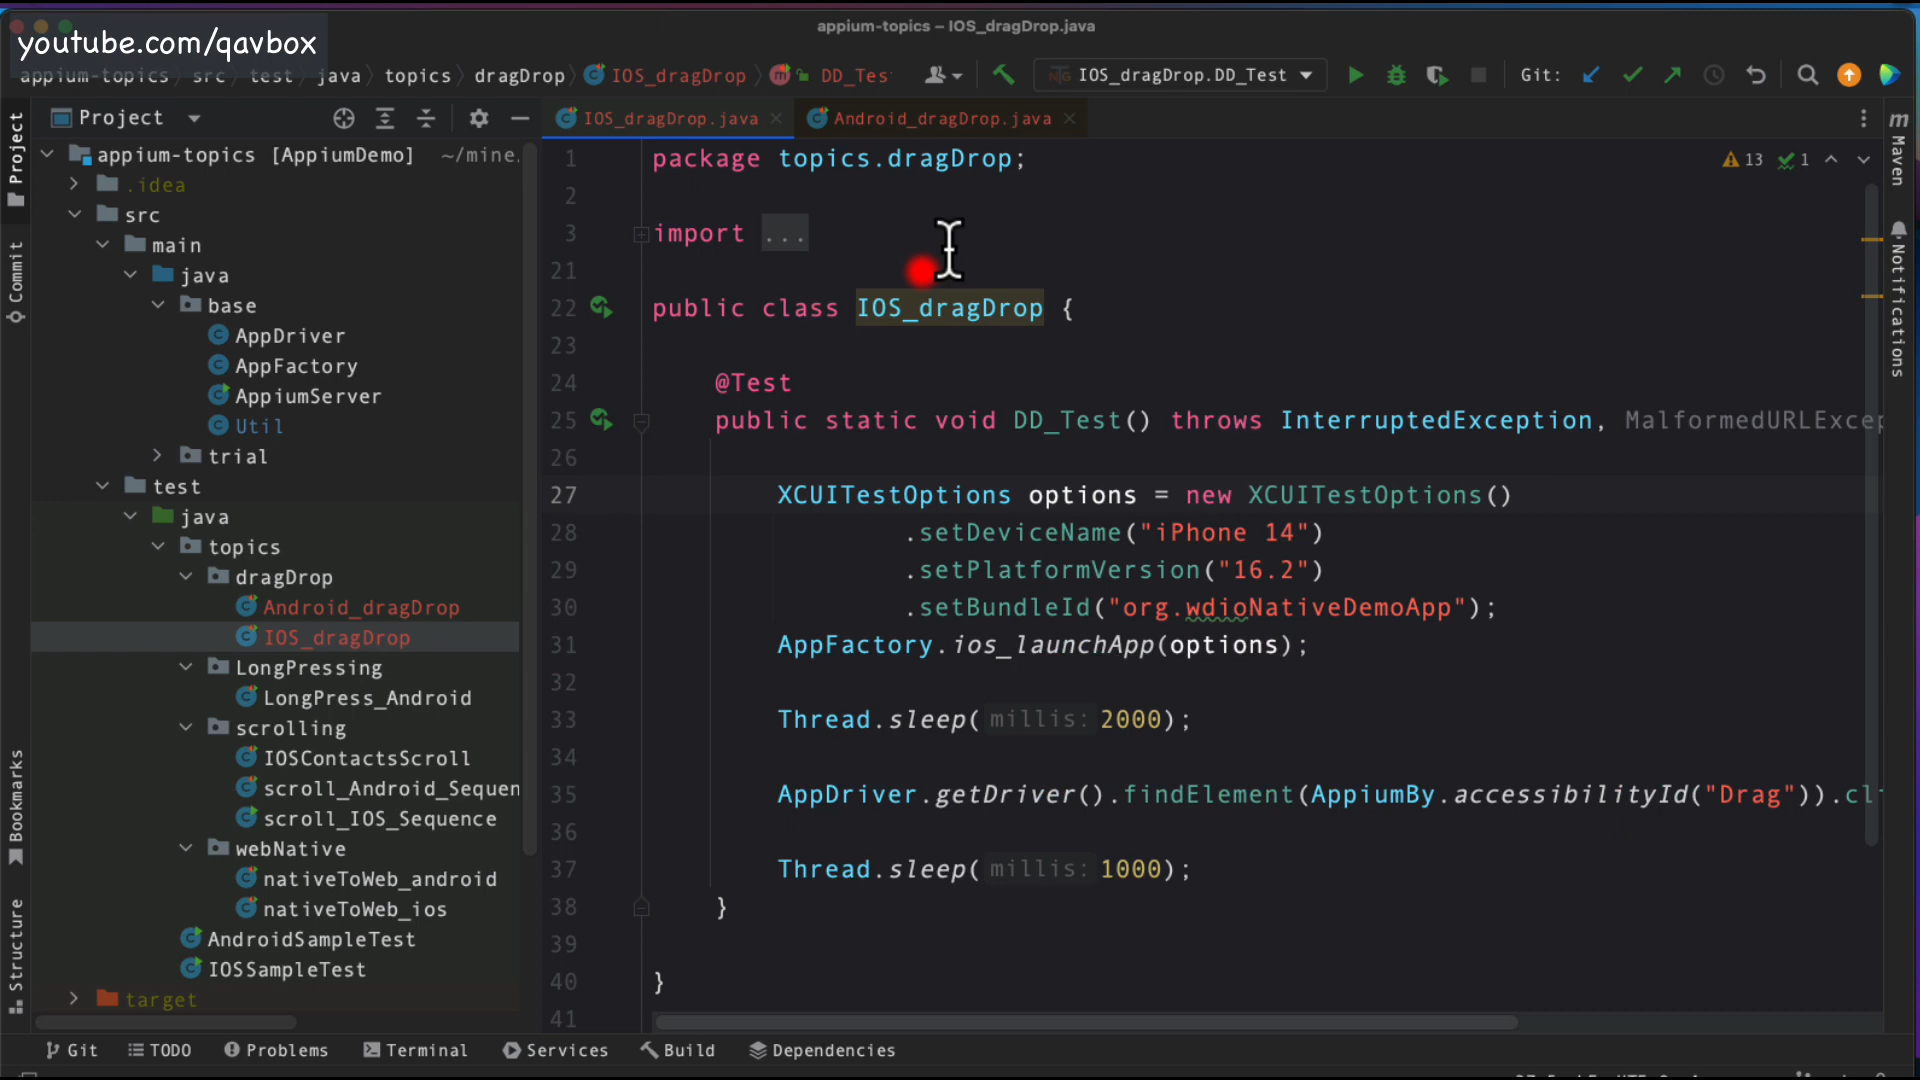 appium-topics – IOS_dragDrop.java
youtube.com/qavbox
appium-topics src test java topics dragDrop IOS_dragDrop DD_Tes
IOS_dragDrop.DD_Test Git:
Project
IOS_dragDrop.java Android_dragDrop.java
appium-topics [AppiumDemo] ~/mine.
.idea
src
main
java
base
AppDriver
AppFactory
AppiumServer
Util
trial
test
java
topics
dragDrop
Android_dragDrop
IOS_dragDrop
LongPressing
LongPress_Android
scrolling
IOSContactsScroll
scroll_Android_Sequen
scroll_IOS_Sequence
webNative
nativeToWeb_android
nativeToWeb_ios
AndroidSampleTest
IOSSampleTest
target
1 package topics.dragDrop;
13 1
2
3 import ...
21
22 public class IOS_dragDrop {
23
24 @Test
25 public static void DD_Test() throws InterruptedException, MalformedURLExcep
26
27 XCUITestOptions options = new XCUITestOptions()
28 .setDeviceName("iPhone 14")
29 .setPlatformVersion("16.2")
30 .setBundleId("org.wdioNativeDemoApp");
31 AppFactory.ios_launchApp(options);
32
33 Thread.sleep( millis: 2000);
34
35 AppDriver.getDriver().findElement(AppiumBy.accessibilityId("Drag")).cl
36
37 Thread.sleep( millis: 1000);
38 }
39
40 }
41
Project
Commit
Bookmarks
Structure
m
Maven
Notifications
Git TODO Problems Terminal Services Build Dependencies